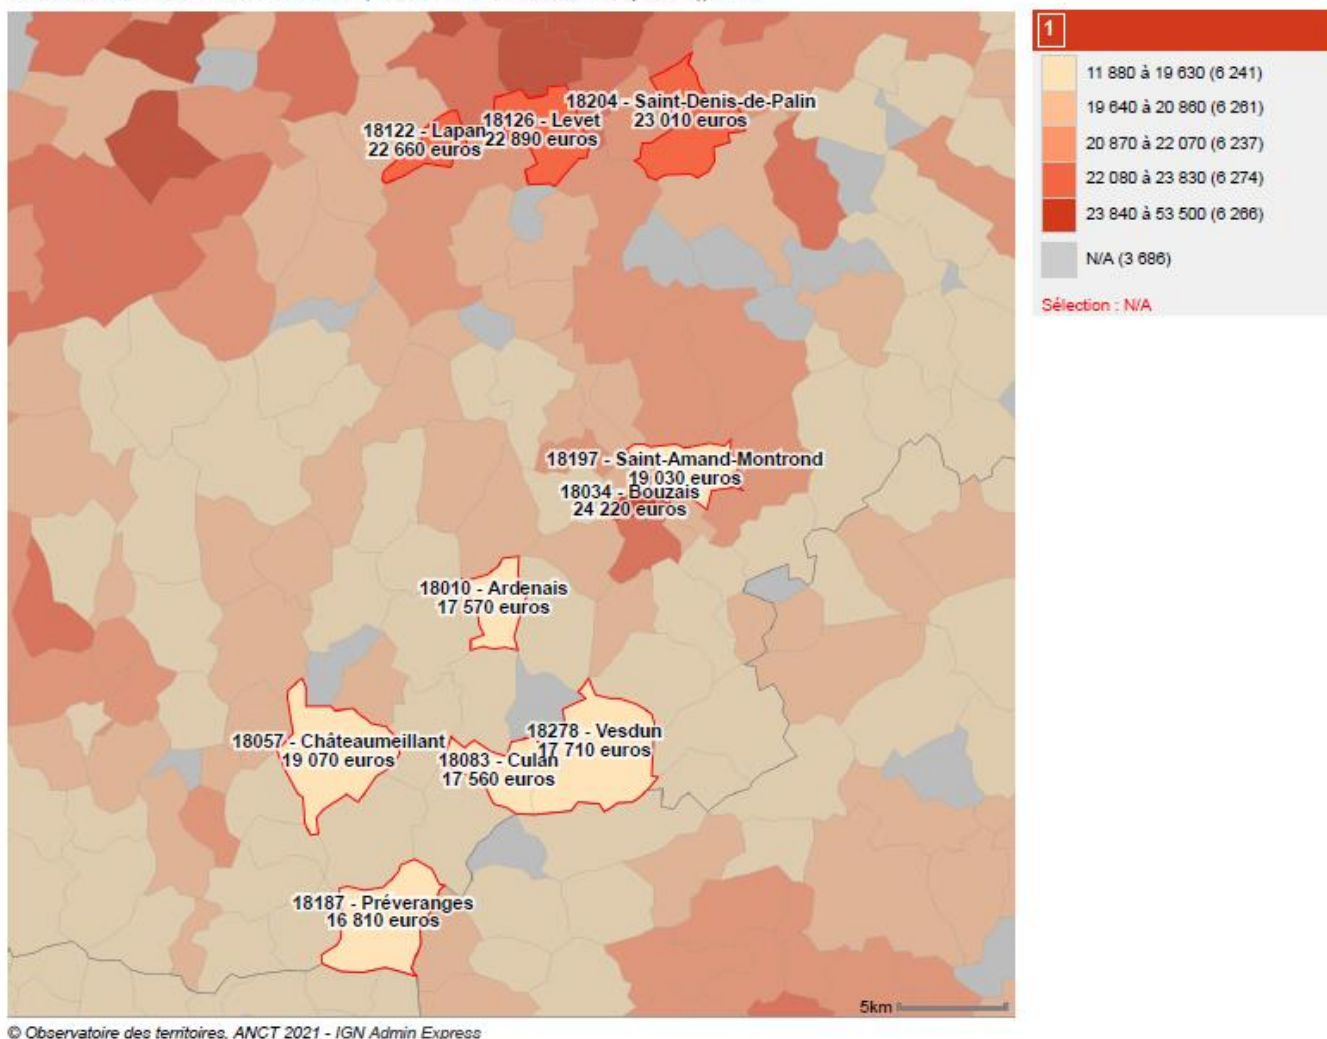 1
11 880 à 19 630 (6 241)
19 640 à 20 860 (6 261)
20 870 à 22 070 (6 237)
22 080 à 23 830 (6 274)
23 840 à 53 500 (6 266)
N/A (3 686)
Sélection : N/A
18204 - Saint-Denis-de-Palin
23 010 euros
18126 - Levet
22 890 euros
18122 - Lapan
22 660 euros
18197 - Saint-Amand-Montrond
19 030 euros
18034 - Bouzais
24 220 euros
18010 - Ardenais
17 570 euros
18278 - Vesdun
17 710 euros
18057 - Châteaumeillant
19 070 euros
18083 - Culan
17 560 euros
18187 - Préveranges
16 810 euros
5km
© Observatoire des territoires, ANCT 2021 - IGN Admin Express